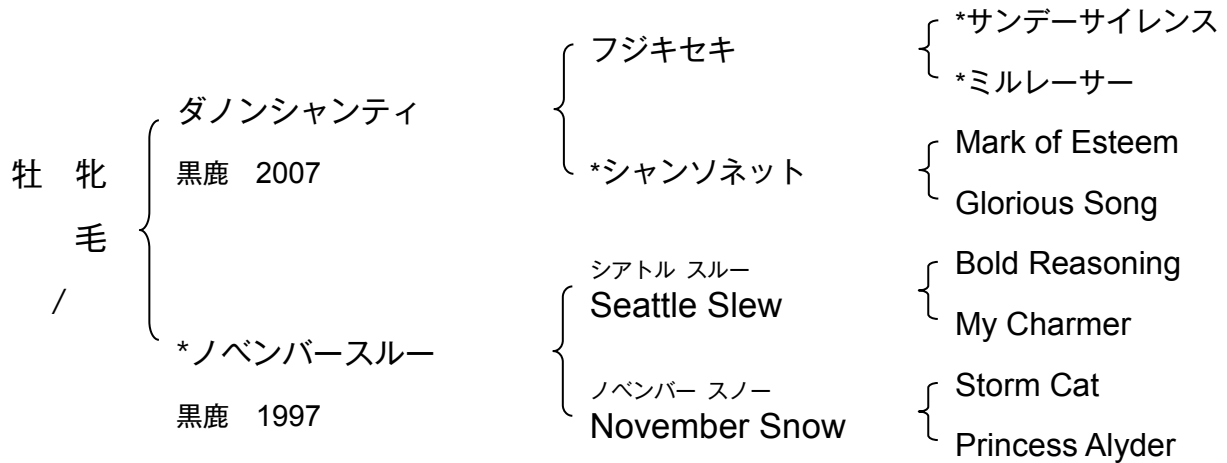 牡 牝
毛
/
ダノンシャンティ
黒鹿 2007
*ノベンバースルー
黒鹿 1997
フジキセキ
*シャンソネット
シアトル スルー
Seattle Slew
ノベンバー スノー
November Snow
*サンデーサイレンス
*ミルレーサー
Mark of Esteem
Glorious Song
Bold Reasoning
My Charmer
Storm Cat
Princess Alyder